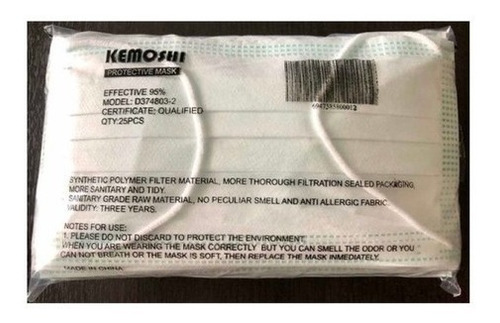 KEMOSHI
PROTECTIVE MASK
EFFECTIVE 95%
MODEL: D374803-2
CERTIFICATE; QUALIFIED
QTY:25PCS
SYNTHETIC POLYMER FILTER MATERIAL, MORE THOROUGH FILTRATION SEALED PACKAGING,
MORE SANITARY AND TIDY.
SANITARY GRADE RAW MATERIAL, NO PECULIAR SMELL AND ANTI ALLERGIC FABRIC.
VALIDITY: THREE YEARS.
NOTES FOR USE:
1. PLEASE DO NOT DISCARD TO PROTECT THE ENVIRONMENT.
WHEN YOU ARE WEARING THE MASK CORRECTLY BUT YOU CAN SMELL THE ODOR OR YOU
CAN NOT BREATH OR THE MASK IS SOFT, THEN REPLACE THE MASK INMEDIATELY.
MADE IN CHINA